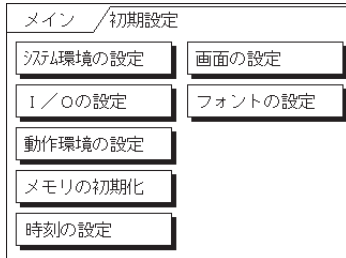 メイン／初期設定
ｼｽﾃﾑ環境の設定
画面の設定
Ｉ／Ｏの設定
フォントの設定
動作環境の設定
メモリの初期化
時刻の設定